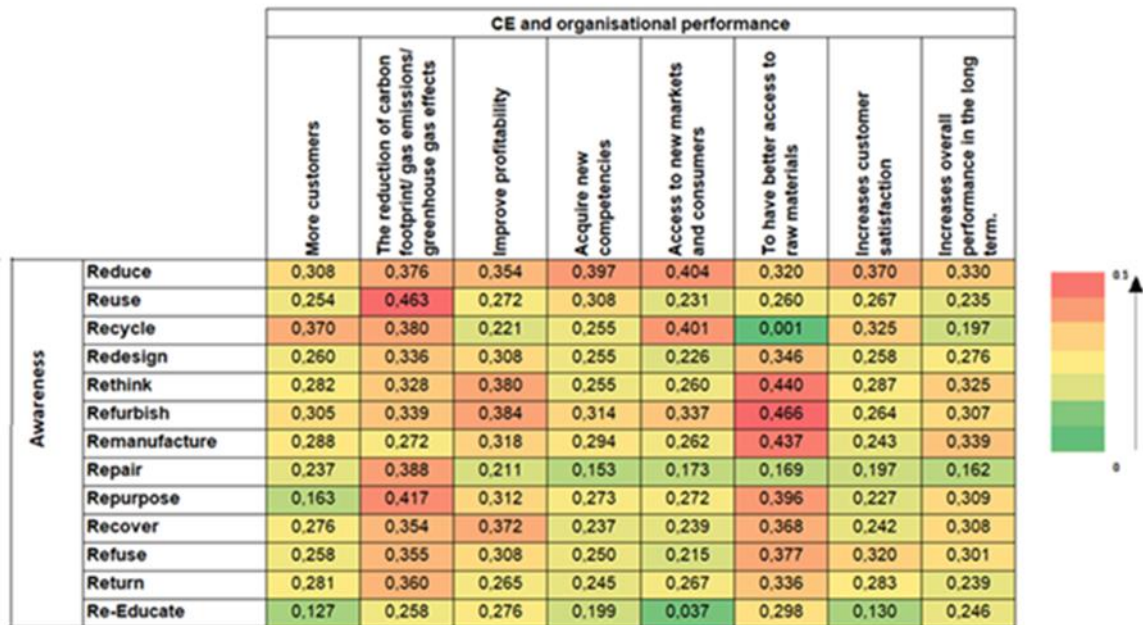 CE and organisational performance
More customers
The reduction of carbon
footprint/ gas emissions/
greenhouse gas effects
Improve profitability
Acquire new
competencies
Access to new markets
and consumers
To have better access to
raw materials
Increases customer
satisfaction
Increases overall
performance in the long
term.
Awareness
Reduce 0,308 0,376 0,354 0,397 0,404 0,320 0,370 0,330
Reuse 0,254 0,463 0,272 0,308 0,231 0,260 0,267 0,235
Recycle 0,370 0,380 0,221 0,255 0,401 0,001 0,325 0,197
Redesign 0,260 0,336 0,308 0,255 0,226 0,346 0,258 0,276
Rethink 0,282 0,328 0,380 0,255 0,260 0,440 0,287 0,325
Refurbish 0,305 0,339 0,384 0,314 0,337 0,466 0,264 0,307
Remanufacture 0,288 0,272 0,318 0,294 0,262 0,437 0,243 0,339
Repair 0,237 0,388 0,211 0,153 0,173 0,169 0,197 0,162
Repurpose 0,163 0,417 0,312 0,273 0,272 0,396 0,227 0,309
Recover 0,276 0,354 0,372 0,237 0,239 0,368 0,242 0,308
Refuse 0,258 0,355 0,308 0,250 0,215 0,377 0,320 0,301
Return 0,281 0,360 0,265 0,245 0,267 0,336 0,283 0,239
Re-Educate 0,127 0,258 0,276 0,199 0,037 0,298 0,130 0,246
0.5
0